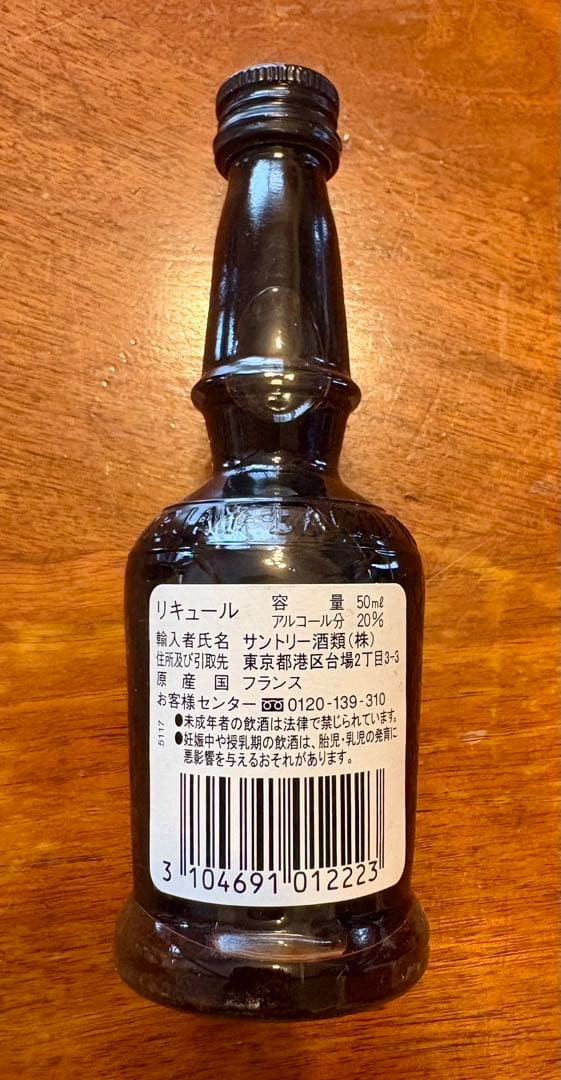 リキュール 容量 50mℓ
アルコール分 20%
輸入者氏名 サントリー酒類(株)
住所及び引取先 東京都港区台場2丁目3-3
原産国 フランス
お客様センター 0120-139-310
●未成年者の飲酒は法律で禁じられています。
●妊娠中や授乳期の飲酒は、胎児・乳児の発育に
悪影響を与えるおそれがあります。
5117
3 104691 012223